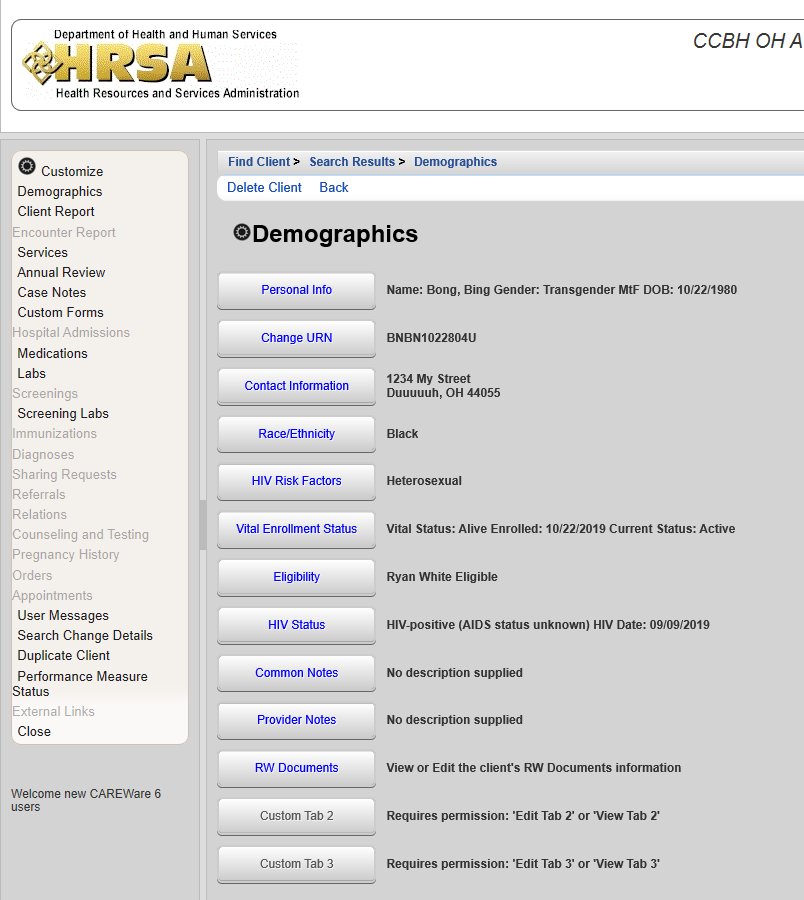 Department of Health and Human Services
HRSA
Health Resources and Services Administration
CCBH OH A
Customize
Demographics
Client Report
Encounter Report
Services
Annual Review
Case Notes
Custom Forms
Hospital Admissions
Medications
Labs
Screenings
Screening Labs
Immunizations
Diagnoses
Sharing Requests
Referrals
Relations
Counseling and Testing
Pregnancy History
Orders
Appointments
User Messages
Search Change Details
Duplicate Client
Performance Measure
Status
External Links
Close
Welcome new CAREWare 6
users
Find Client > Search Results > Demographics
Delete Client Back
Demographics
Personal Info Name: Bong, Bing Gender: Transgender MtF DOB: 10/22/1980
Change URN BNBN1022804U
Contact Information 1234 My Street
Duuuuuh, OH 44055
Race/Ethnicity Black
HIV Risk Factors Heterosexual
Vital Enrollment Status Vital Status: Alive Enrolled: 10/22/2019 Current Status: Active
Eligibility Ryan White Eligible
HIV Status HIV-positive (AIDS status unknown) HIV Date: 09/09/2019
Common Notes No description supplied
Provider Notes No description supplied
RW Documents View or Edit the client's RW Documents information
Custom Tab 2 Requires permission: 'Edit Tab 2' or 'View Tab 2'
Custom Tab 3 Requires permission: 'Edit Tab 3' or 'View Tab 3'